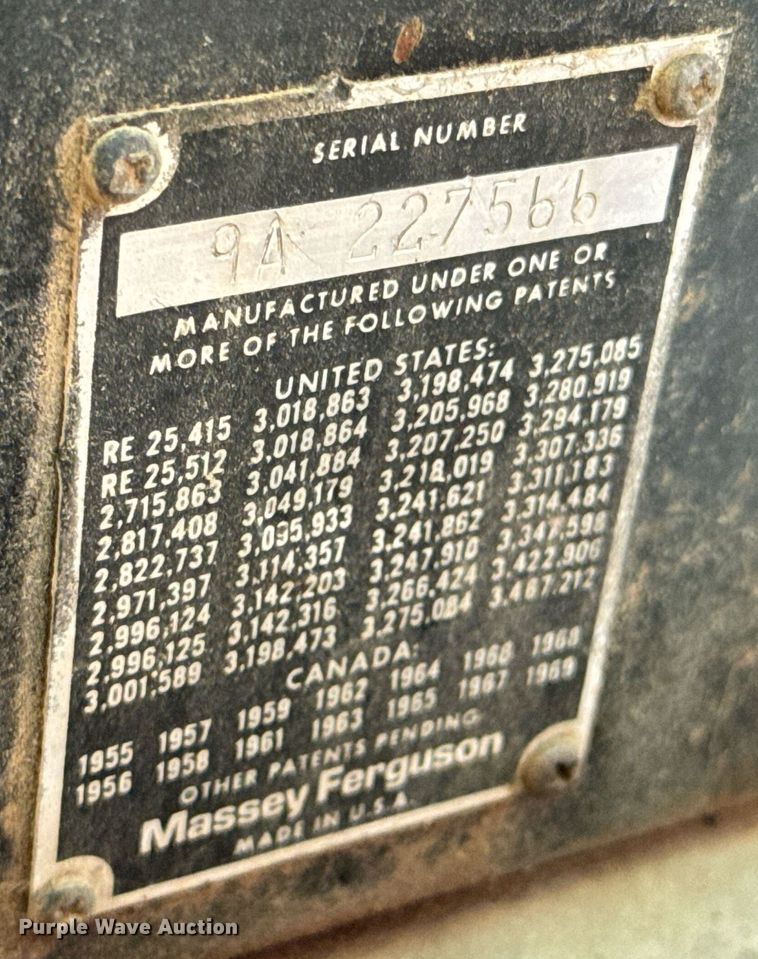 SERIAL NUMBER
9A 227566
MANUFACTURED UNDER ONE OR
MORE OF THE FOLLOWING PATENTS
UNITED STATES:
RE 25,415 3,018,863 3,198,474 3,275,085
RE 25,512 3,018,864 3,205,968 3,280,919
2,715,863 3,041,884 3,207,250 3,294,179
2,817,408 3,049,179 3,218,019 3,307,336
2,822,737 3,095,933 3,241,621 3,311,183
2,971,397 3,114,357 3,241,862 3,314,484
2,996,124 3,142,203 3,247,910 3,347,598
2,996,125 3,142,316 3,266,424 3,422,906
3,001,589 3,198,473 3,275,084 3,487,212
CANADA:
1955 1957 1959 1962 1964 1968
1956 1958 1961 1963 1965 1967 1969
OTHER PATENTS PENDING
Massey Ferguson
MADE IN U.S.A.
Purple Wave Auction